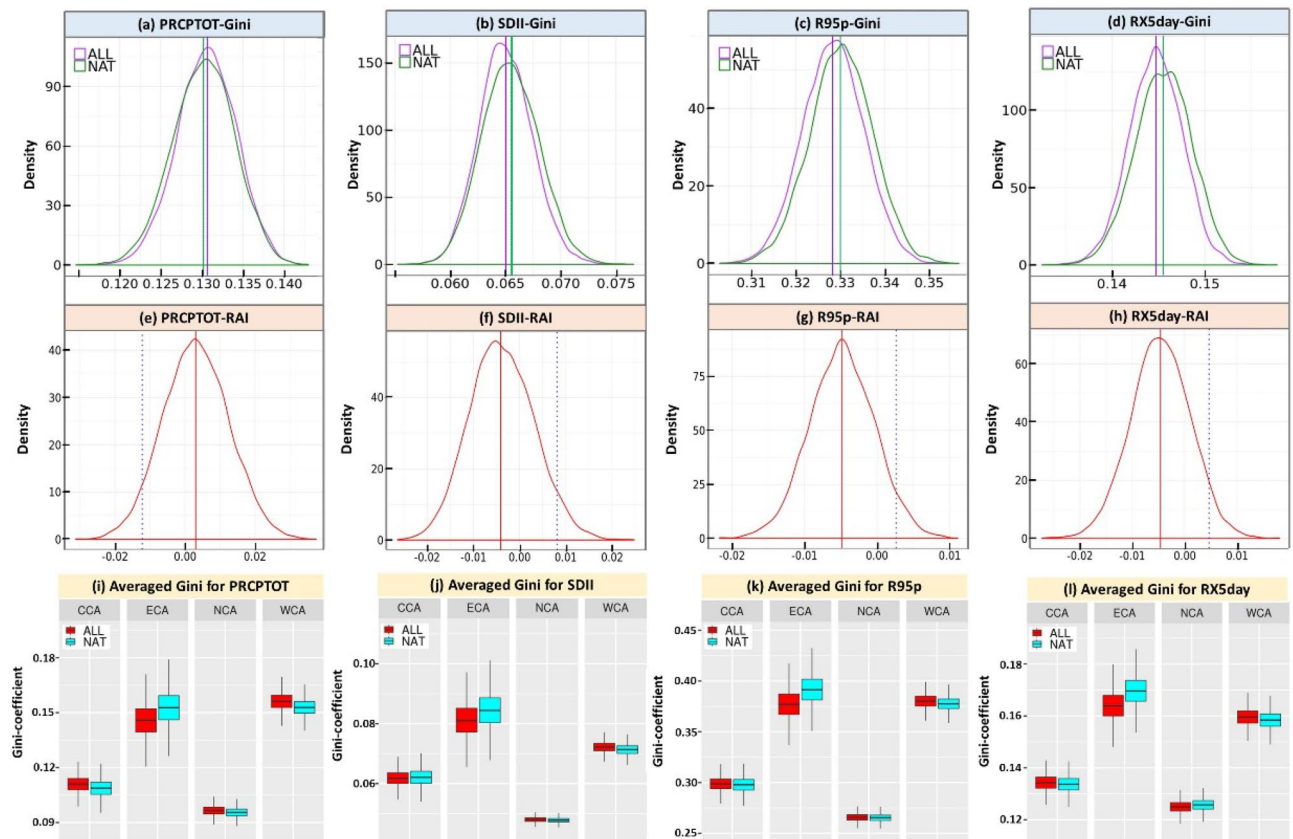 (a) PRCPTOT-Gini
ALL
NAT
Density
90
60
30
0
0.120 0.125 0.130 0.135 0.140
(b) SDII-Gini
ALL
NAT
Density
150
100
50
0
0.060 0.065 0.070 0.075
(c) R95p-Gini
ALL
NAT
Density
40
20
0
0.31 0.32 0.33 0.34 0.35
(d) RX5day-Gini
ALL
NAT
Density
100
50
0
0.14 0.15
(e) PRCPTOT-RAI
Density
40
30
20
10
0
-0.02 0.00 0.02
(f) SDII-RAI
Density
40
20
0
-0.02 -0.01 0.00 0.01 0.02
(g) R95p-RAI
Density
75
50
25
0
-0.02 -0.01 0.00 0.01
(h) RX5day-RAI
Density
60
40
20
0
-0.02 -0.01 0.00 0.01
(i) Averaged Gini for PRCPTOT
CCA ECA NCA WCA
ALL
NAT
Gini-coefficient
0.18
0.15
0.12
0.09
(j) Averaged Gini for SDII
CCA ECA NCA WCA
ALL
NAT
Gini-coefficient
0.10
0.08
0.06
(k) Averaged Gini for R95p
CCA ECA NCA WCA
ALL
NAT
Gini-coefficient
0.45
0.40
0.35
0.30
0.25
(l) Averaged Gini for RX5day
CCA ECA NCA WCA
ALL
NAT
Gini-coefficient
0.18
0.16
0.14
0.12